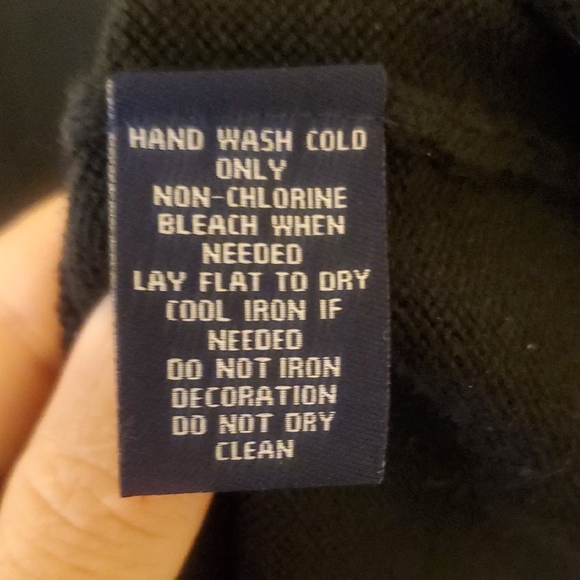 HAND WASH COLD
ONLY
NON-CHLORINE
BLEACH WHEN
NEEDED
LAY FLAT TO DRY
COOL IRON IF
NEEDED
DO NOT IRON
DECORATION
DO NOT DRY
CLEAN